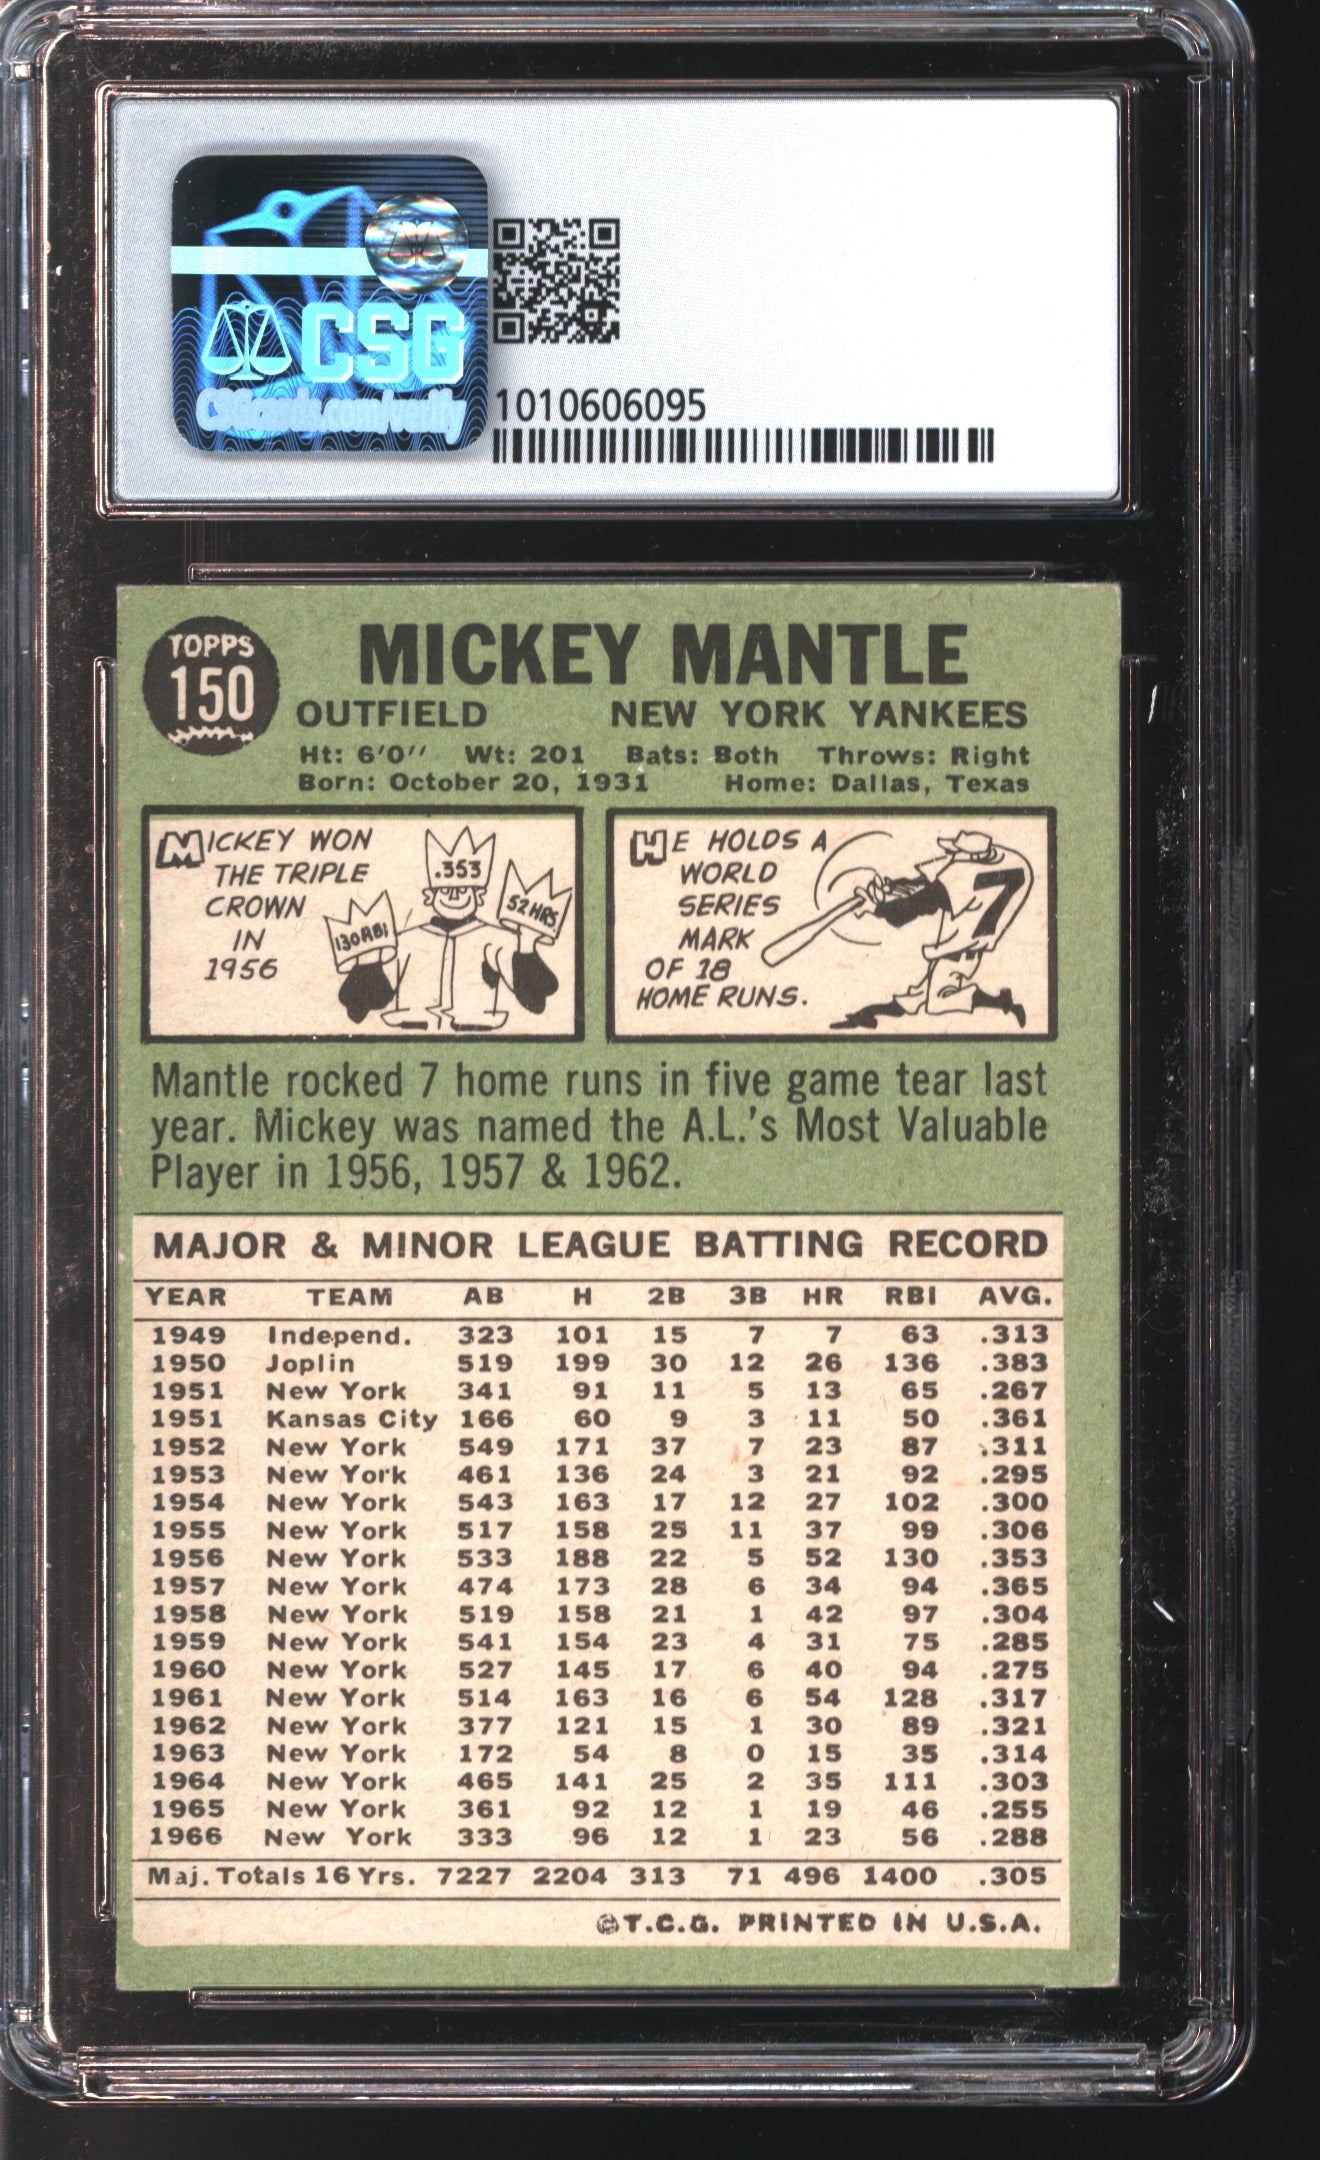 CSG
CSGcards.com/verify
1010606095
TOPPS
150
MICKEY MANTLE
OUTFIELD NEW YORK YANKEES
Ht: 6'0'' Wt: 201 Bats: Both Throws: Right
Born: October 20, 1931 Home: Dallas, Texas
MICKEY WON
THE TRIPLE
CROWN
IN
1956
.353
130 RBI
52 HRS.
HE HOLDS A
WORLD
SERIES
MARK
OF 18
HOME RUNS.
7
Mantle rocked 7 home runs in five game tear last
year. Mickey was named the A.L.'s Most Valuable
Player in 1956, 1957 & 1962.
MAJOR & MINOR LEAGUE BATTING RECORD
YEAR TEAM AB H 2B 3B HR RBI AVG.
1949 Independ. 323 101 15 7 7 63 .313
1950 Joplin 519 199 30 12 26 136 .383
1951 New York 341 91 11 5 13 65 .267
1951 Kansas City 166 60 9 3 11 50 .361
1952 New York 549 171 37 7 23 87 .311
1953 New York 461 136 24 3 21 92 .295
1954 New York 543 163 17 12 27 102 .300
1955 New York 517 158 25 11 37 99 .306
1956 New York 533 188 22 5 52 130 .353
1957 New York 474 173 28 6 34 94 .365
1958 New York 519 158 21 1 42 97 .304
1959 New York 541 154 23 4 31 75 .285
1960 New York 527 145 17 6 40 94 .275
1961 New York 514 163 16 6 54 128 .317
1962 New York 377 121 15 1 30 89 .321
1963 New York 172 54 8 0 15 35 .314
1964 New York 465 141 25 2 35 111 .303
1965 New York 361 92 12 1 19 46 .255
1966 New York 333 96 12 1 23 56 .288
Maj. Totals 16 Yrs. 7227 2204 313 71 496 1400 .305
©T.C.G. PRINTED IN U.S.A.